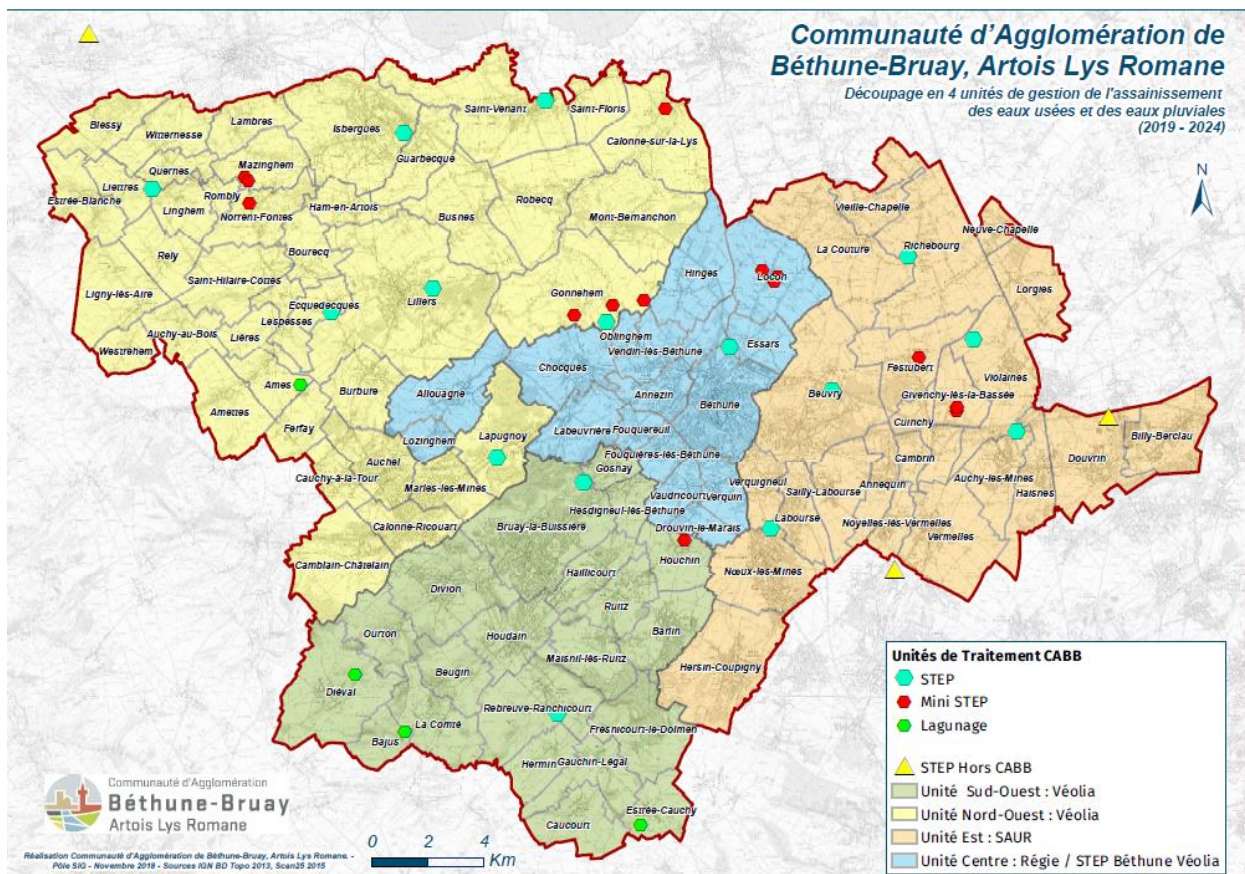 Communauté d'Agglomération de
Béthune-Bruay, Artois Lys Romane
Découpage en 4 unités de gestion de l'assainissement
des eaux usées et des eaux pluviales
(2019 - 2024)
N
Saint-Venant
Saint-Floris
Calonne-sur-la-Lys
Blessy
Witternesse
Lambres
Isbergues
Guarbecque
Quernes
Mazinghem
Liettres
Rombly
Estrée-Blanche
Linghem
Norrent-Fontes
Ham-en-Artois
Busnes
Robecq
Mont-Bernanchon
Vieille-Chapelle
Neuve-Chapelle
La Couture
Richebourg
Rely
Bourecq
Hinges
Locon
Lorgies
Saint-Hilaire-Cottes
Ligny-lès-Aire
Ecquedecques
Lillers
Gonnehem
Lespesses
Auchy-au-Bois
Lières
Oblinghem
Vendin-lès-Béthune
Essars
Westrehem
Chocques
Festubert
Violaines
Ames
Burbure
Allouagne
Annezin
Béthune
Beuvry
Givenchy-lès-la-Bassée
Amettes
Ferfay
Cuinchy
Lozinghem
Lapugnoy
Labeuvrière
Fouquereuil
Billy-Berclau
Douvrin
Auchel
Fouquières-lès-Béthune
Cambrin
Gosnay
Cauchy-à-la-Tour
Marles-les-Mines
Verquigneul
Sailly-Labourse
Annequin
Auchy-les-Mines
Haisnes
Vaudricourt
Verquin
Hesdigneul-lès-Béthune
Calonne-Ricouart
Bruay-la-Buissière
Drouvin-le-Marais
Labourse
Noyelles-lès-Vermelles
Vermelles
Camblain-Châtelain
Houchin
Haillicourt
Nœux-les-Mines
Divion
Ruitz
Ourton
Houdain
Barlin
Maisnil-lès-Ruitz
Hersin-Coupigny
Beugin
Diéval
Rebreuve-Ranchicourt
La Comté
Fresnicourt-le-Dolmen
Bajus
Hermin
Gauchin-Légal
Estrée-Cauchy
Caucourt
Unités de Traitement CABB
STEP
Mini STEP
Lagunage
STEP Hors CABB
Unité Sud-Ouest : Véolia
Unité Nord-Ouest : Véolia
Unité Est : SAUR
Unité Centre : Régie / STEP Béthune Véolia
Communauté d'Agglomération
Béthune-Bruay
Artois Lys Romane
0 2 4
Km
Réalisation Communauté d'Agglomération de Béthune-Bruay, Artois Lys Romane. -
Pôle SIG - Novembre 2018 - Sources IGN BD Topo 2013, Scan25 2015